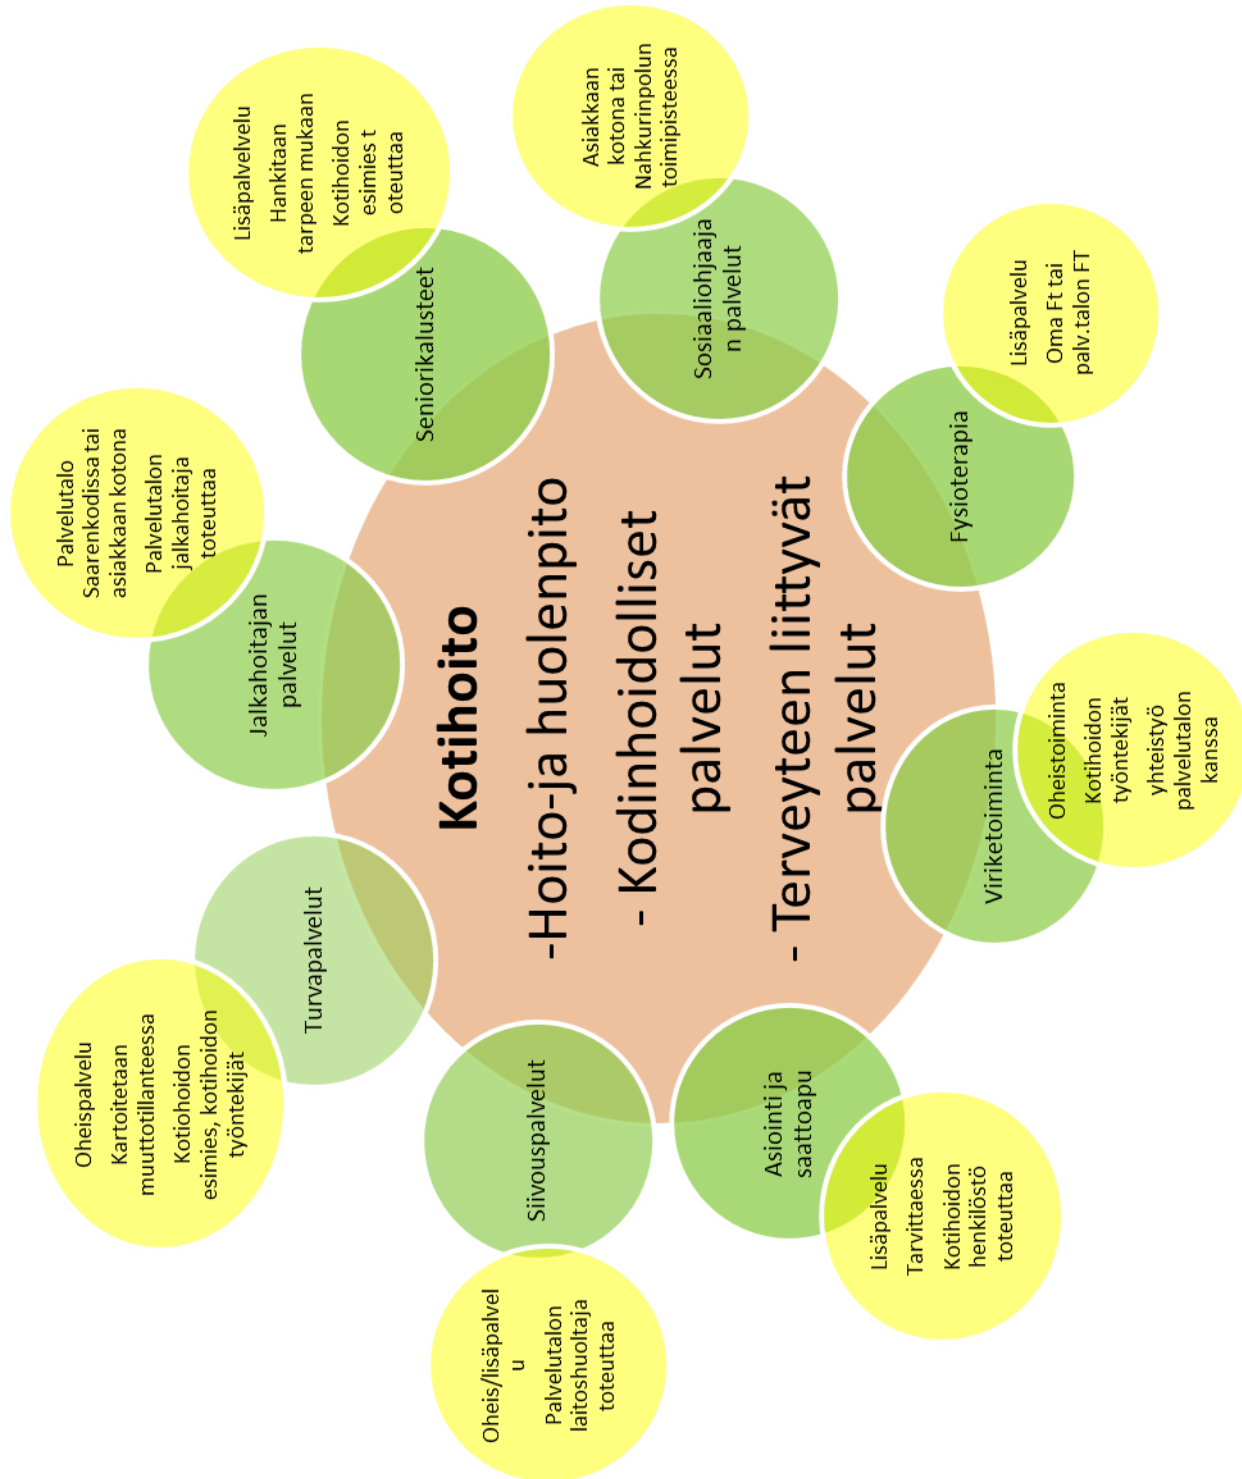 Kotihoito
-Hoito-ja huolenpito
- Kodinhoidolliset
palvelut
- Terveyteen liittyvät
palvelut
Turvapalvelut
Oheispalvelu
Kartoitetaan
muuttotillanteessa
Kotiohoidon
esimies, kotihoidon
työntekijät
Jalkahoitajan
palvelut
Palvelutalo
Saarenkodissa tai
asiakkaan kotona
Palvelutalon
jalkahoitaja
toteuttaa
Seniorikalusteet
Lisäpalvelvelu
Hankitaan
tarpeen mukaan
Kotihoidon
esimies t
oteuttaa
Sosiaaliohjaaja
n palvelut
Asiakkaan
kotona tai
Nahkurinpolun
toimipisteessa
Fysioterapia
Lisäpalvelu
Oma Ft tai
palv.talon FT
Viriketoiminta
Oheistoiminta
Kotihoidon
työntekijät
yhteistyö
palvelutalon
kanssa
Asiointi ja
saattoapu
Lisäpalvelu
Tarvittaessa
Kotihoidon
henkilöstö
toteuttaa
Siivouspalvelut
Oheis/lisäpalvel
u
Palvelutalon
laitoshuoltaja
toteuttaa